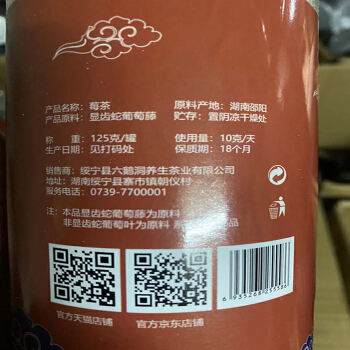 产品名称：莓茶 原料产地：湖南邵阳
产品原料：显齿蛇葡萄藤 贮存：置阴凉干燥处
称 重：125克/罐 使用量：10克/天
生产日期：见打码处 保质期：18个月
销售商：绥宁县六鹅洞养生茶业有限公司
地址：湖南绥宁县寨市镇朝仪村
电话：0739-7700001
注：本品显齿蛇葡萄藤为原料
非显齿蛇葡萄叶为原料
官方天猫店铺 官方京东店铺